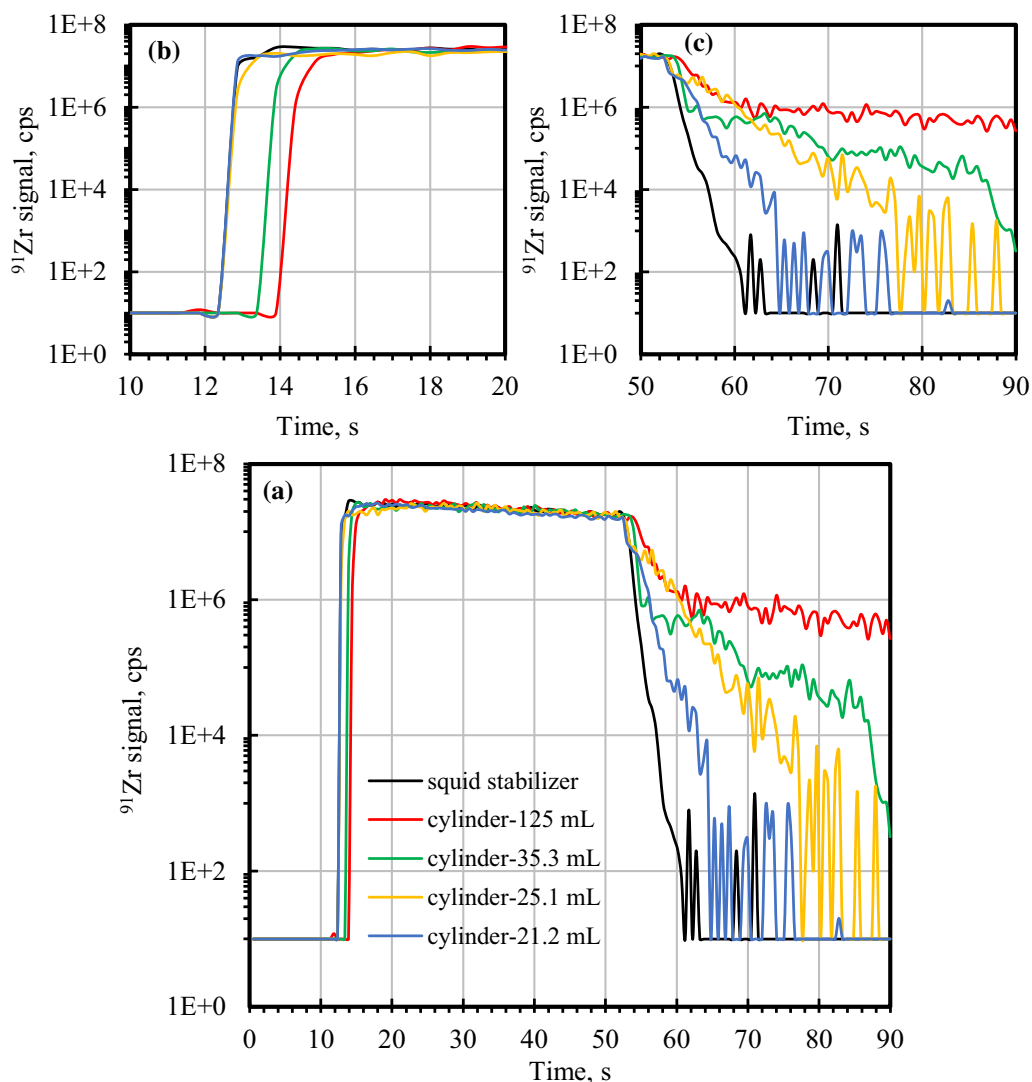 (b)
1E+8
1E+6
1E+4
1E+2
1E+0
⁹¹Zr signal, cps
10 12 14 16 18 20
Time, s
(c)
1E+8
1E+6
1E+4
1E+2
1E+0
⁹¹Zr signal, cps
50 60 70 80 90
Time, s
(a)
1E+8
1E+6
1E+4
1E+2
1E+0
⁹¹Zr signal, cps
squid stabilizer
cylinder-125 mL
cylinder-35.3 mL
cylinder-25.1 mL
cylinder-21.2 mL
0 10 20 30 40 50 60 70 80 90
Time, s